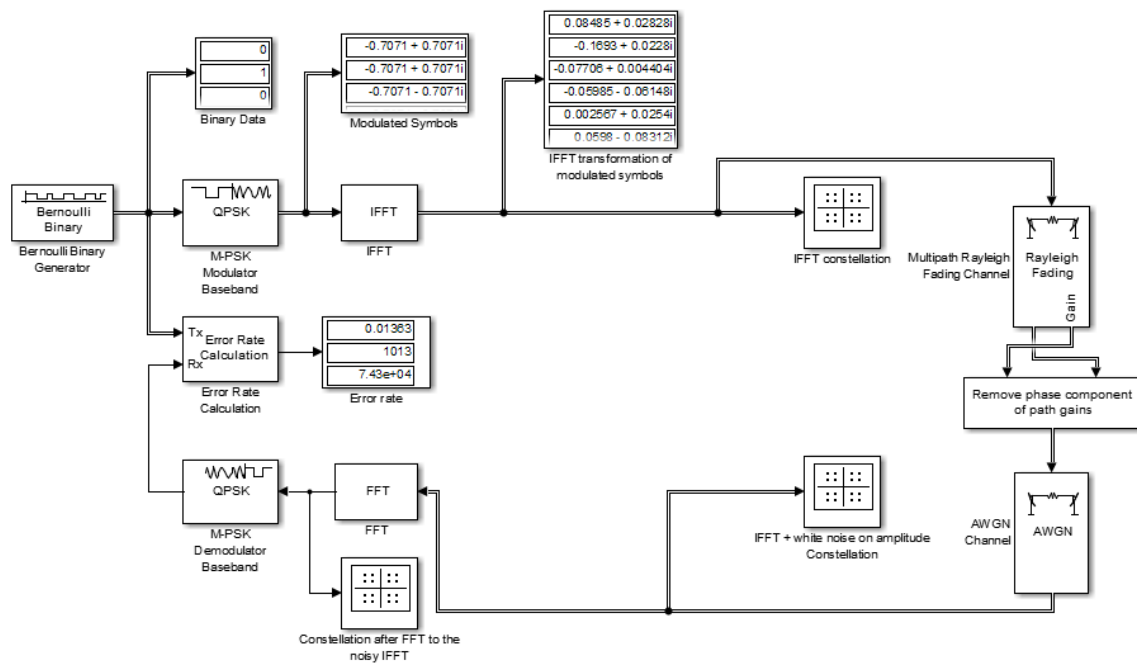 0
1
0
Binary Data
-0.7071 + 0.7071i
-0.7071 + 0.7071i
-0.7071 - 0.7071i
Modulated Symbols
0.08485 + 0.02828i
-0.1693 + 0.0228i
-0.07706 + 0.004404i
-0.05985 - 0.06148i
0.002567 + 0.0254i
0.0598 - 0.08312i
IFFT transformation of
modulated symbols
Bernoulli
Binary
Bernoulli Binary
Generator
QPSK
M-PSK
Modulator
Baseband
IFFT
IFFT
IFFT constellation
Multipath Rayleigh
Fading Channel
Rayleigh
Fading
Gain
Tx
Rx
Error Rate
Calculation
Error Rate
Calculation
0.01363
1013
7.43e+04
Error rate
Remove phase component
of path gains
QPSK
M-PSK
Demodulator
Baseband
FFT
FFT
IFFT + white noise on amplitude
Constellation
AWGN
Channel
AWGN
Constellation after FFT to the
noisy IFFT